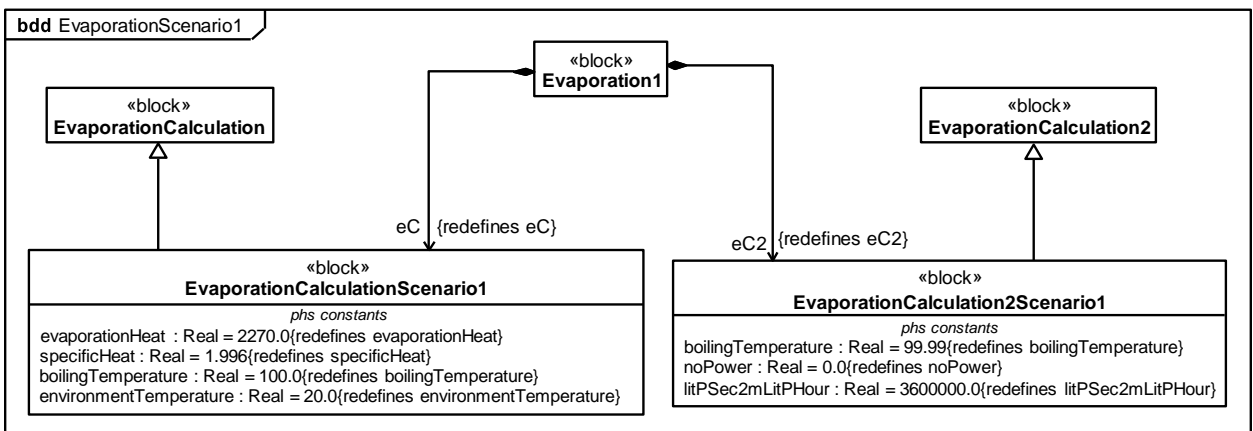 bdd EvaporationScenario1
«block»
Evaporation1
«block»
EvaporationCalculation
«block»
EvaporationCalculation2
eC {redefines eC}
eC2 {redefines eC2}
«block»
EvaporationCalculationScenario1
phs constants
evaporationHeat : Real = 2270.0{redefines evaporationHeat}
specificHeat : Real = 1.996{redefines specificHeat}
boilingTemperature : Real = 100.0{redefines boilingTemperature}
environmentTemperature : Real = 20.0{redefines environmentTemperature}
«block»
EvaporationCalculation2Scenario1
phs constants
boilingTemperature : Real = 99.99{redefines boilingTemperature}
noPower : Real = 0.0{redefines noPower}
litPSec2mLitPHour : Real = 3600000.0{redefines litPSec2mLitPHour}